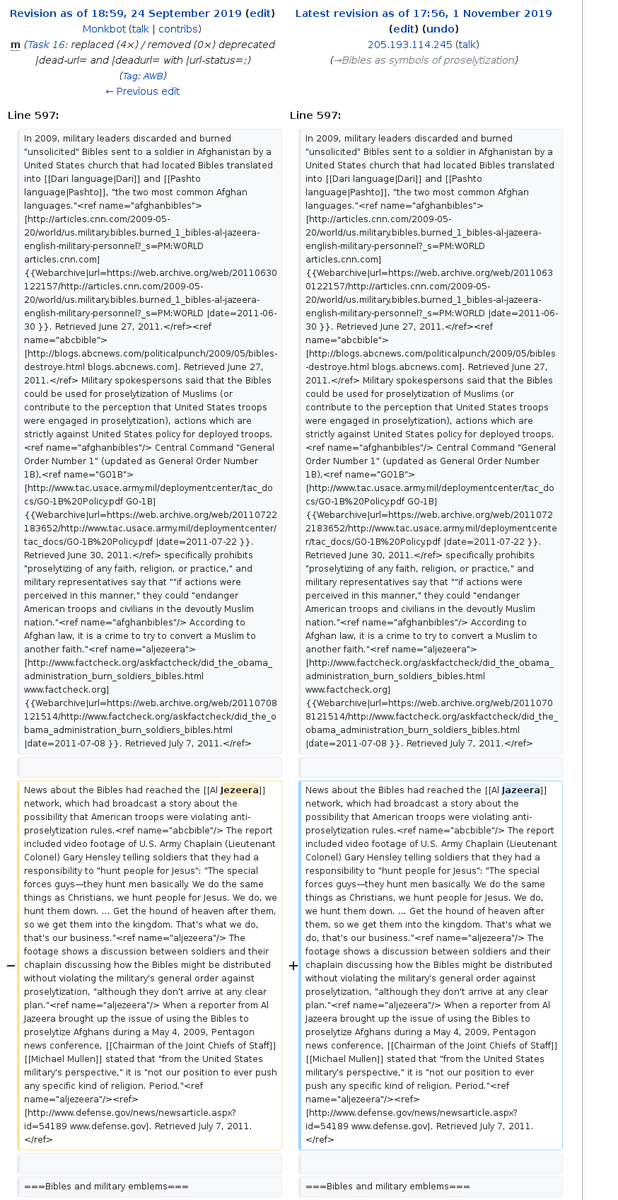 Revision as of 18:59, 24 September 2019 (edit)
Monkbot (talk | contribs)
m (Task 16: replaced (4×) / removed (0×) deprecated
|dead-url= and |deadurl= with |url-status=;)
(Tag: AWB)
← Previous edit
Latest revision as of 17:56, 1 November 2019
(edit) (undo)
205.193.114.245 (talk)
(→Bibles as symbols of proselytization)
Line 597:
In 2009, military leaders discarded and burned
"unsolicited" Bibles sent to a soldier in Afghanistan by a
United States church that had located Bibles translated
into [[Dari language|Dari]] and [[Pashto
language|Pashto]], "the two most common Afghan
languages."<ref name="afghanbibles">
[http://articles.cnn.com/2009-05-
20/world/us.military.bibles.burned_1_bibles-al-jazeera-
english-military-personnel?_s=PM:WORLD
articles.cnn.com]
{{Webarchive|url=https://web.archive.org/web/20110630
122157/http://articles.cnn.com/2009-05-
20/world/us.military.bibles.burned_1_bibles-al-jazeera-
english-military-personnel?_s=PM:WORLD |date=2011-06-
30 }}. Retrieved June 27, 2011.</ref><ref
name="abcbible">
[http://blogs.abcnews.com/politicalpunch/2009/05/bibles-
destroye.html blogs.abcnews.com]. Retrieved June 27,
2011.</ref> Military spokespersons said that the Bibles
could be used for proselytization of Muslims (or
contribute to the perception that United States troops
were engaged in proselytization), actions which are
strictly against United States policy for deployed troops.
<ref name="afghanbibles"/> Central Command "General
Order Number 1" (updated as General Order Number
1B),<ref name="GO1B">
[http://www.tac.usace.army.mil/deploymentcenter/tac_do
cs/GO-1B%20Policy.pdf GO-1B]
{{Webarchive|url=https://web.archive.org/web/20110722
183652/http://www.tac.usace.army.mil/deploymentcenter/
tac_docs/GO-1B%20Policy.pdf |date=2011-07-22 }}.
Retrieved June 30, 2011.</ref> specifically prohibits
"proselytizing of any faith, religion, or practice," and
military representatives say that ""if actions were
perceived in this manner," they could "endanger
American troops and civilians in the devoutly Muslim
nation."<ref name="afghanbibles"/> According to
Afghan law, it is a crime to try to convert a Muslim to
another faith."<ref name="aljezeera">
[http://www.factcheck.org/askfactcheck/did_the_obama_
administration_burn_soldiers_bibles.html
www.factcheck.org]
{{Webarchive|url=https://web.archive.org/web/20110708
121514/http://www.factcheck.org/askfactcheck/did_the_o
bama_administration_burn_soldiers_bibles.html
|date=2011-07-08 }}. Retrieved July 7, 2011.</ref>
− News about the Bibles had reached the [[Al Jezeera]]
network, which had broadcast a story about the
possibility that American troops were violating anti-
proselytization rules.<ref name="abcbible"/> The report
included video footage of U.S. Army Chaplain (Lieutenant
Colonel) Gary Hensley telling soldiers that they had a
responsibility to "hunt people for Jesus": "The special
forces guys—they hunt men basically. We do the same
things as Christians, we hunt people for Jesus. We do, we
hunt them down. ... Get the hound of heaven after them,
so we get them into the kingdom. That's what we do,
that's our business."<ref name="aljezeera"/> The
footage shows a discussion between soldiers and their
chaplain discussing how the Bibles might be distributed
without violating the military's general order against
proselytization, "although they don't arrive at any clear
plan."<ref name="aljezeera"/> When a reporter from Al
Jazeera brought up the issue of using the Bibles to
proselytize Afghans during a May 4, 2009, Pentagon
news conference, [[Chairman of the Joint Chiefs of Staff]]
[[Michael Mullen]] stated that "from the United States
military's perspective," it is "not our position to ever push
any specific kind of religion. Period."<ref
name="aljezeera"/><ref>
[http://www.defense.gov/news/newsarticle.aspx?
id=54189 www.defense.gov]. Retrieved July 7, 2011.
</ref>
===Bibles and military emblems===
Line 597:
In 2009, military leaders discarded and burned
"unsolicited" Bibles sent to a soldier in Afghanistan by a
United States church that had located Bibles translated
into [[Dari language|Dari]] and [[Pashto
language|Pashto]], "the two most common Afghan
languages."<ref name="afghanbibles">
[http://articles.cnn.com/2009-05-
20/world/us.military.bibles.burned_1_bibles-al-jazeera-
english-military-personnel?_s=PM:WORLD
articles.cnn.com]
{{Webarchive|url=https://web.archive.org/web/2011063
0122157/http://articles.cnn.com/2009-05-
20/world/us.military.bibles.burned_1_bibles-al-jazeera-
english-military-personnel?_s=PM:WORLD |date=2011-06-
30 }}. Retrieved June 27, 2011.</ref><ref
name="abcbible">
[http://blogs.abcnews.com/politicalpunch/2009/05/bibles
-destroye.html blogs.abcnews.com]. Retrieved June 27,
2011.</ref> Military spokespersons said that the Bibles
could be used for proselytization of Muslims (or
contribute to the perception that United States troops
were engaged in proselytization), actions which are
strictly against United States policy for deployed troops.
<ref name="afghanbibles"/> Central Command "General
Order Number 1" (updated as General Order Number
1B),<ref name="GO1B">
[http://www.tac.usace.army.mil/deploymentcenter/tac_do
cs/GO-1B%20Policy.pdf GO-1B]
{{Webarchive|url=https://web.archive.org/web/2011072
2183652/http://www.tac.usace.army.mil/deploymentcente
r/tac_docs/GO-1B%20Policy.pdf |date=2011-07-22 }}.
Retrieved June 30, 2011.</ref> specifically prohibits
"proselytizing of any faith, religion, or practice," and
military representatives say that ""if actions were
perceived in this manner," they could "endanger
American troops and civilians in the devoutly Muslim
nation."<ref name="afghanbibles"/> According to
Afghan law, it is a crime to try to convert a Muslim to
another faith."<ref name="aljezeera">
[http://www.factcheck.org/askfactcheck/did_the_obama_
administration_burn_soldiers_bibles.html
www.factcheck.org]
{{Webarchive|url=https://web.archive.org/web/2011070
8121514/http://www.factcheck.org/askfactcheck/did_the_
obama_administration_burn_soldiers_bibles.html
|date=2011-07-08 }}. Retrieved July 7, 2011.</ref>
+ News about the Bibles had reached the [[Al Jazeera]]
network, which had broadcast a story about the
possibility that American troops were violating anti-
proselytization rules.<ref name="abcbible"/> The report
included video footage of U.S. Army Chaplain (Lieutenant
Colonel) Gary Hensley telling soldiers that they had a
responsibility to "hunt people for Jesus": "The special
forces guys—they hunt men basically. We do the same
things as Christians, we hunt people for Jesus. We do, we
hunt them down. ... Get the hound of heaven after them,
so we get them into the kingdom. That's what we do,
that's our business."<ref name="aljezeera"/> The
footage shows a discussion between soldiers and their
chaplain discussing how the Bibles might be distributed
without violating the military's general order against
proselytization, "although they don't arrive at any clear
plan."<ref name="aljezeera"/> When a reporter from Al
Jazeera brought up the issue of using the Bibles to
proselytize Afghans during a May 4, 2009, Pentagon
news conference, [[Chairman of the Joint Chiefs of Staff]]
[[Michael Mullen]] stated that "from the United States
military's perspective," it is "not our position to ever
push any specific kind of religion. Period."<ref
name="aljezeera"/><ref>
[http://www.defense.gov/news/newsarticle.aspx?
id=54189 www.defense.gov]. Retrieved July 7, 2011.
</ref>
===Bibles and military emblems===